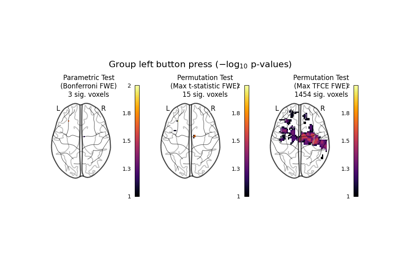 Group left button press (−log₁₀ p-values)
Parametric Test
(Bonferroni FWE)
3 sig. voxels
Permutation Test
(Max t-statistic FWE)
15 sig. voxels
Permutation Test
(Max TFCE FWE)
1454 sig. voxels
L R
2
1.8
1.5
1.3
1
L R
2
1.8
1.5
1.3
1
L R
2
1.8
1.5
1.3
1